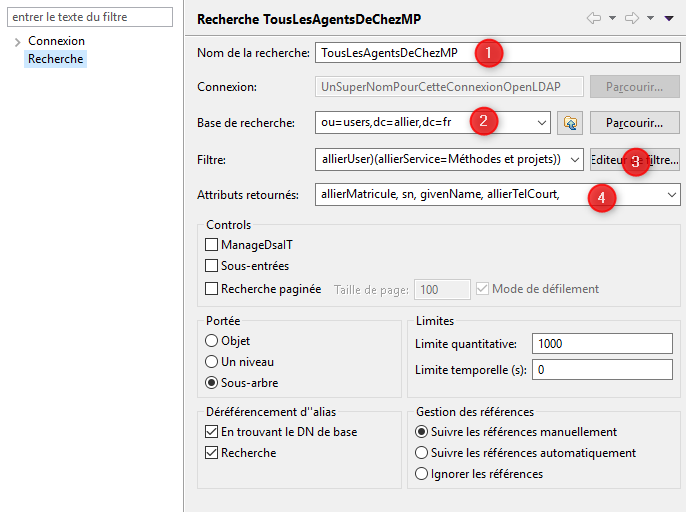 entrer le texte du filtre
Connexion
Recherche
Recherche TousLesAgentsDeChezMP
Nom de la recherche: TousLesAgentsDeChezMP 1
Connexion: UnSuperNomPourCetteConnexionOpenLDAP Parcourir...
Base de recherche: ou=users,dc=allier,dc=fr 2 Parcourir...
Filtre: allierUser)(allierService=Méthodes et projets)) Editeur de filtre... 3
Attributs retournés: allierMatricule, sn, givenName, allierTelCourt, 4
Controls
ManageDsaIT
Sous-entrées
Recherche paginée Taille de page: 100 Mode de défilement
Portée
Objet
Un niveau
Sous-arbre
Limites
Limite quantitative: 1000
Limite temporelle (s): 0
Déréférencement d''alias
En trouvant le DN de base
Recherche
Gestion des références
Suivre les références manuellement
Suivre les références automatiquement
Ignorer les références